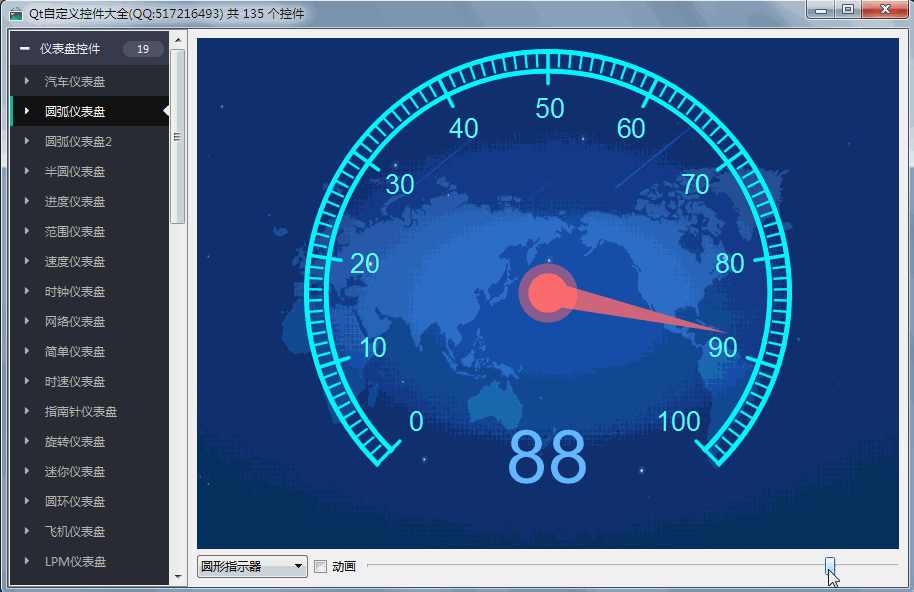 Qt自定义控件大全(QQ:517216493) 共 135 个控件
仪表盘控件 19
汽车仪表盘
圆弧仪表盘
圆弧仪表盘2
半圆仪表盘
进度仪表盘
范围仪表盘
速度仪表盘
时钟仪表盘
网络仪表盘
简单仪表盘
时速仪表盘
指南针仪表盘
旋转仪表盘
迷你仪表盘
圆环仪表盘
飞机仪表盘
LPM仪表盘
0
10
20
30
40
50
60
70
80
90
100
88
圆形指示器
动画